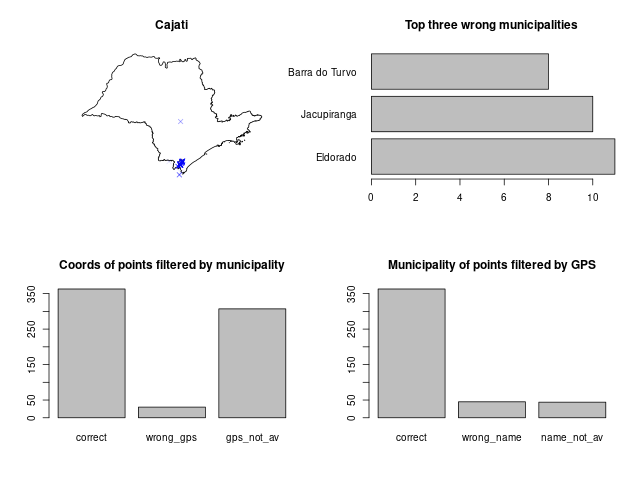 Cajati
Top three wrong municipalities
Barra do Turvo
Jacupiranga
Eldorado
0 2 4 6 8 10
Coords of points filtered by municipality
350
150
50
0
correct wrong_gps gps_not_av
Municipality of points filtered by GPS
350
150
50
0
correct wrong_name name_not_av